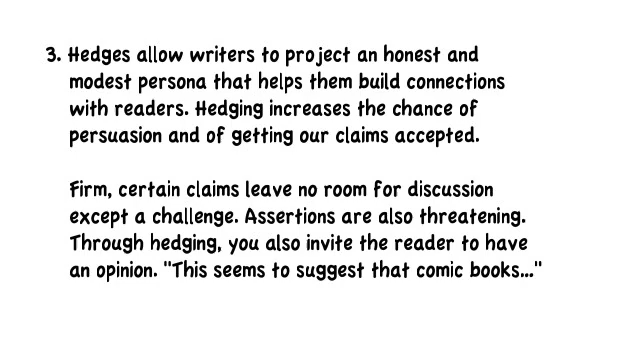 3. Hedges allow writers to project an honest and
modest persona that helps them build connections
with readers. Hedging increases the chance of
persuasion and of getting our claims accepted.
Firm, certain claims leave no room for discussion
except a challenge. Assertions are also threatening.
Through hedging, you also invite the reader to have
an opinion. "This seems to suggest that comic books..."